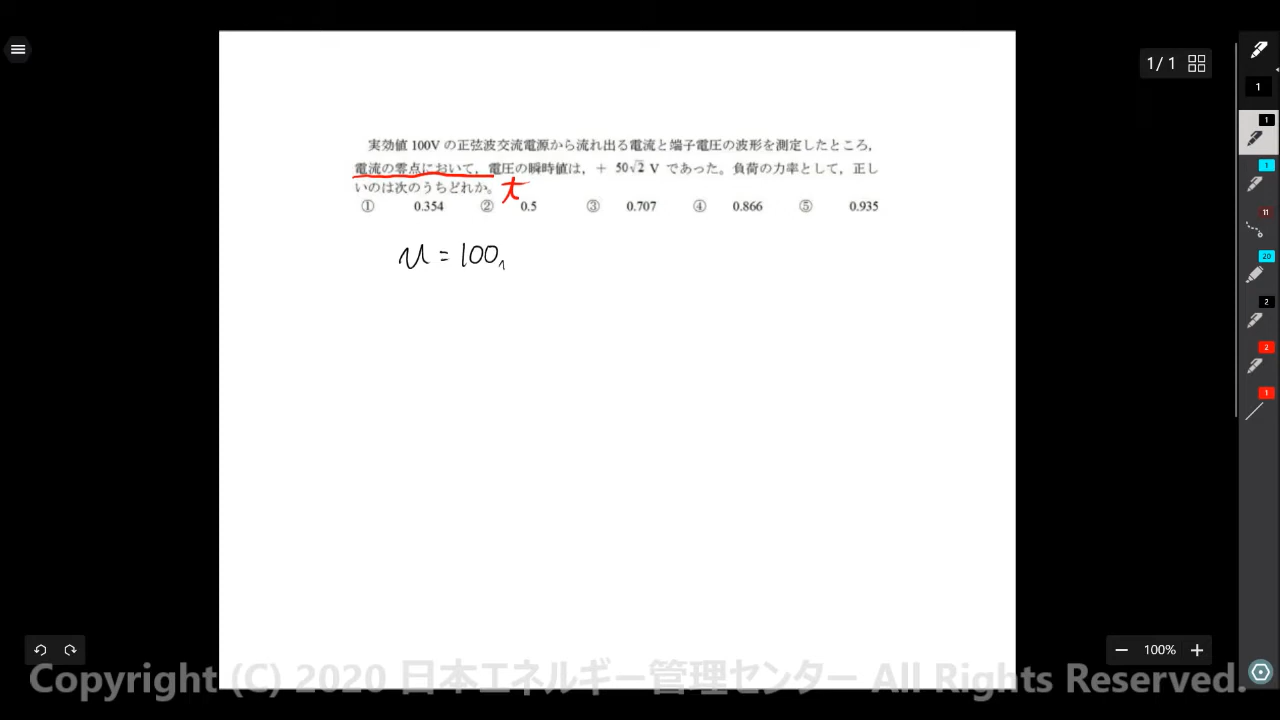 1/1
1
実効値 100V の正弦波交流電源から流れ出る電流と端子電圧の波形を測定したところ，
電流の零点において，電圧の瞬時値は，＋ 50√2 V であった。負荷の力率として，正し
いのは次のうちどれか。
t
① 0.354 ② 0.5 ③ 0.707 ④ 0.866 ⑤ 0.935
u = 100
1
1
11
20
2
2
1
100%
Copyright (C) 2020 日本エネルギー管理センター All Rights Reserved.